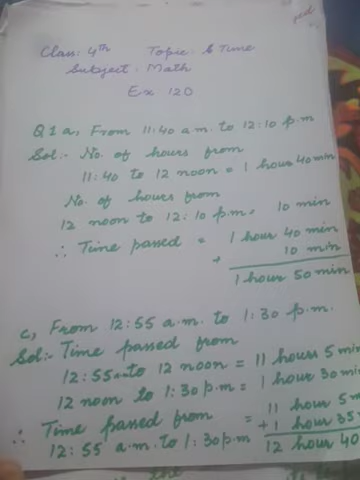 Class: 4th Topic: 6 Time
Subject: Math
Ex 120
Q1 a, From 11:40 a.m. to 12:10 p.m
Sol:- No. of hours from
11:40 to 12 noon = 1 hour 40 min
No. of hours from
12 noon to 12:10 p.m. 10 min
∴ Time passed = 1 hour 40 min
+ 10 min
1 hour 50 min
c, From 12:55 a.m. to 1:30 p.m.
Sol:- Time passed from
12:55 to 12 noon = 11 hours 5 min
12 noon to 1:30 p.m = 1 hour 30 min
∴ Time passed from = 11 hour 5 m
12:55 a.m. to 1:30pm + 1 hour 35
12 hour 40